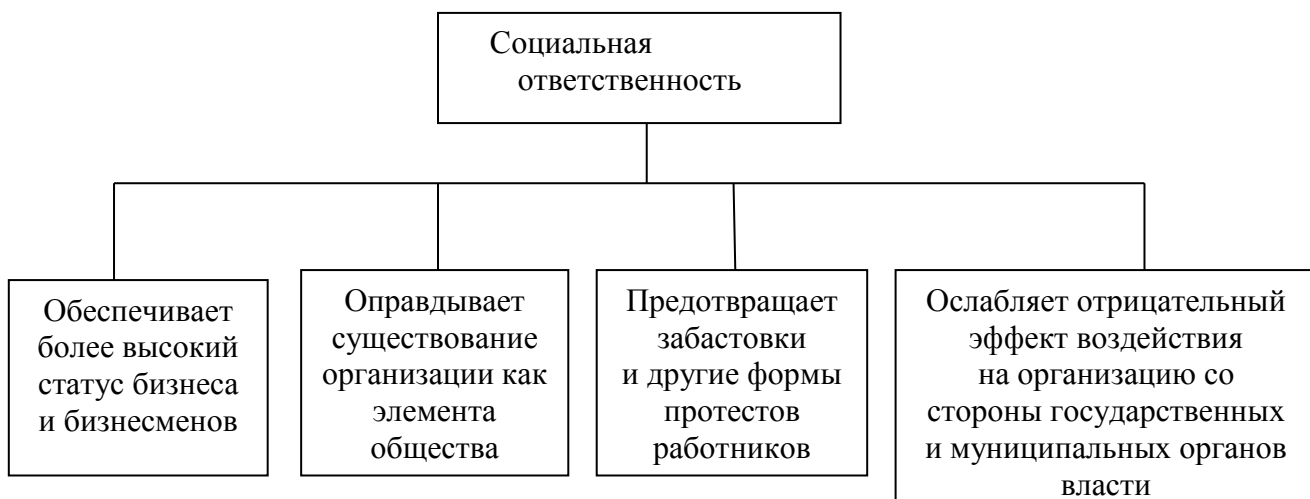 Социальная
ответственность
Обеспечивает
более высокий
статус бизнеса
и бизнесменов
Оправдывает
существование
организации как
элемента
общества
Предотвращает
забастовки
и другие формы
протестов
работников
Ослабляет отрицательный
эффект воздействия
на организацию со
стороны государственных
и муниципальных органов
власти